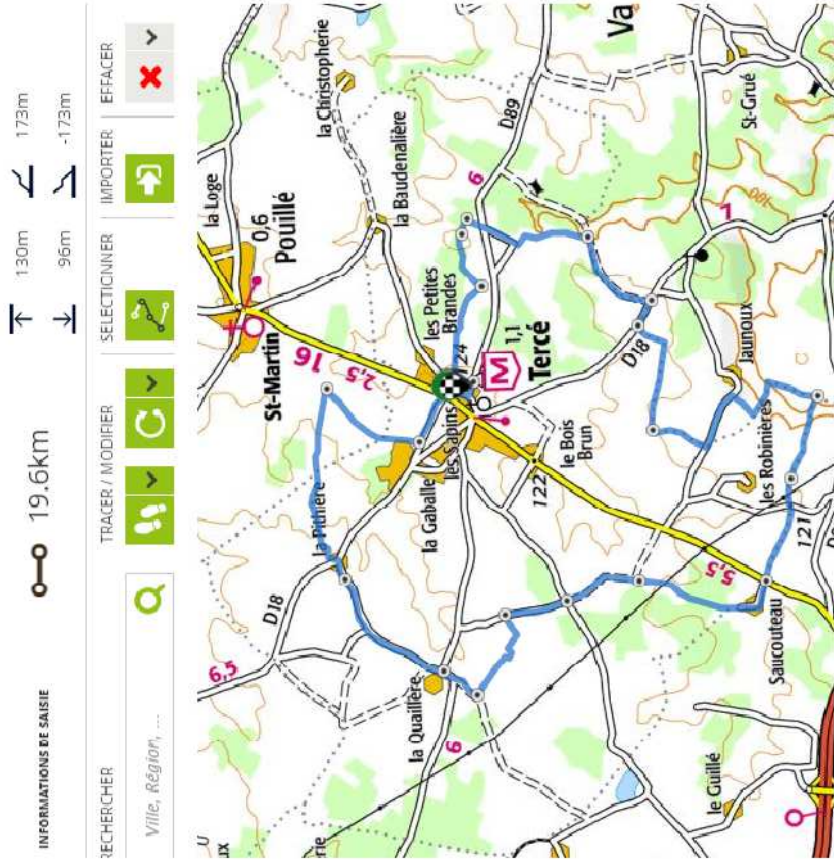 INFORMATIONS DE SAISIE
19.6km
130m
173m
96m
-173m
RECHERCHER
TRACER / MODIFIER
SELECTIONNER
IMPORTER
EFFACER
Ville, Région, ...
la Loge
0,6
Pouillé
St-Martin
16
2,5
la Christopherie
la Baudenalière
les Petites
Brandes
D89
6
Va
St-Grué
100
7
D18
Jaunoux
124
1,1
M
Tercé
les Sapins
la Gaballe
le Bois
Brun
122
les Robinières
121
5,5
Saucouteau
la Pithière
D18
6,5
la Quaillère
6
le Guillé